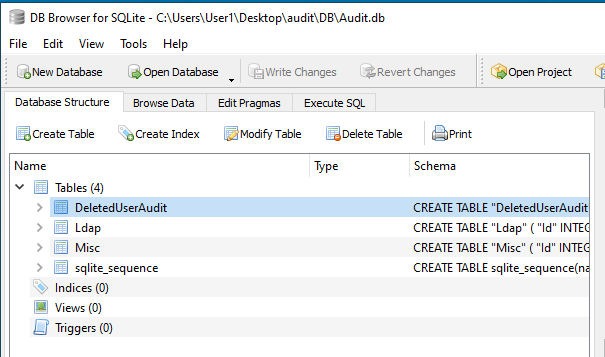 DB Browser for SQLite - C:\Users\User1\Desktop\audit\DB\Audit.db
File Edit View Tools Help
New Database Open Database Write Changes Revert Changes Open Project
Database Structure Browse Data Edit Pragmas Execute SQL
Create Table Create Index Modify Table Delete Table Print
Name Type Schema
Tables (4)
DeletedUserAudit CREATE TABLE "DeletedUserAudit
Ldap CREATE TABLE "Ldap" ( "Id" INTEG
Misc CREATE TABLE "Misc" ( "Id" INTEG
sqlite_sequence CREATE TABLE sqlite_sequence(na
Indices (0)
Views (0)
Triggers (0)